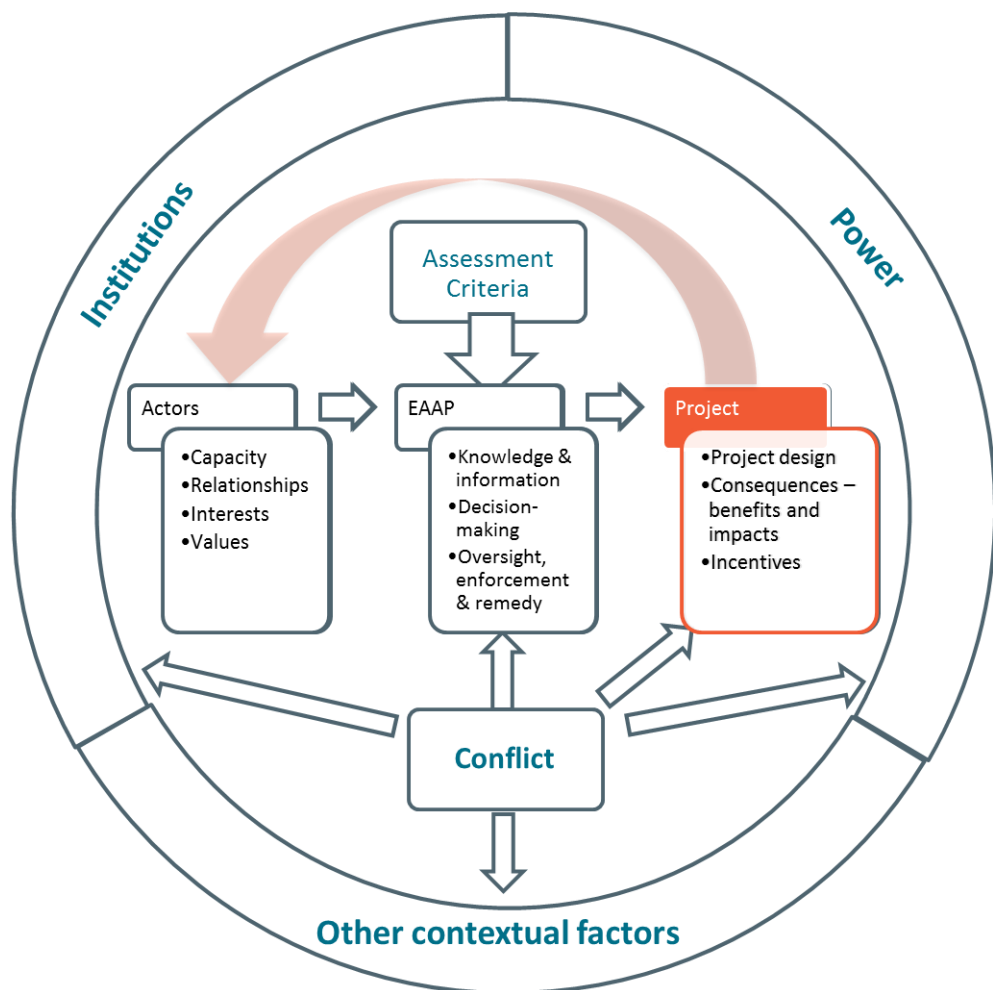 Institutions
Power
Assessment
Criteria
Actors
•Capacity
•Relationships
•Interests
•Values
EAAP
•Knowledge &
information
•Decision-
making
•Oversight,
enforcement
& remedy
Project
•Project design
•Consequences –
benefits and
impacts
•Incentives
Conflict
Other contextual factors